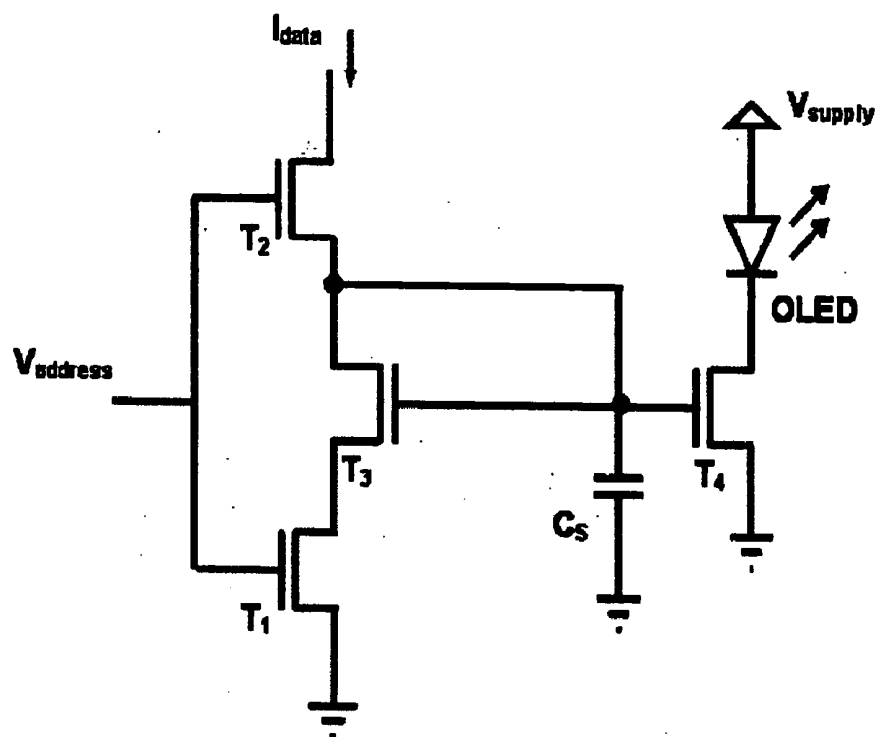 Idata
Vsupply
T2
OLED
Vaddress
T3
T4
CS
T1